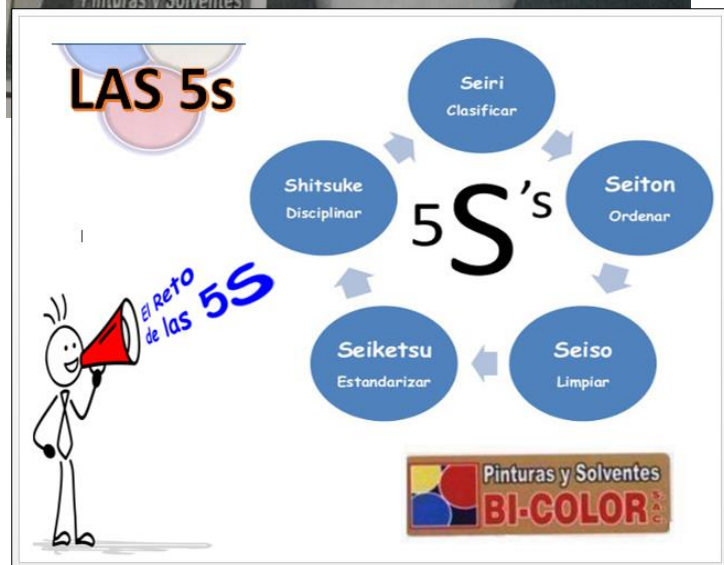 Pinturas y Solventes
LAS 5s
Seiri
Clasificar
Seiton
Ordenar
Seiso
Limpiar
Seiketsu
Estandarizar
Shitsuke
Disciplinar
5S's
El Reto
de las 5S
Pinturas y Solventes
BI-COLOR SAC